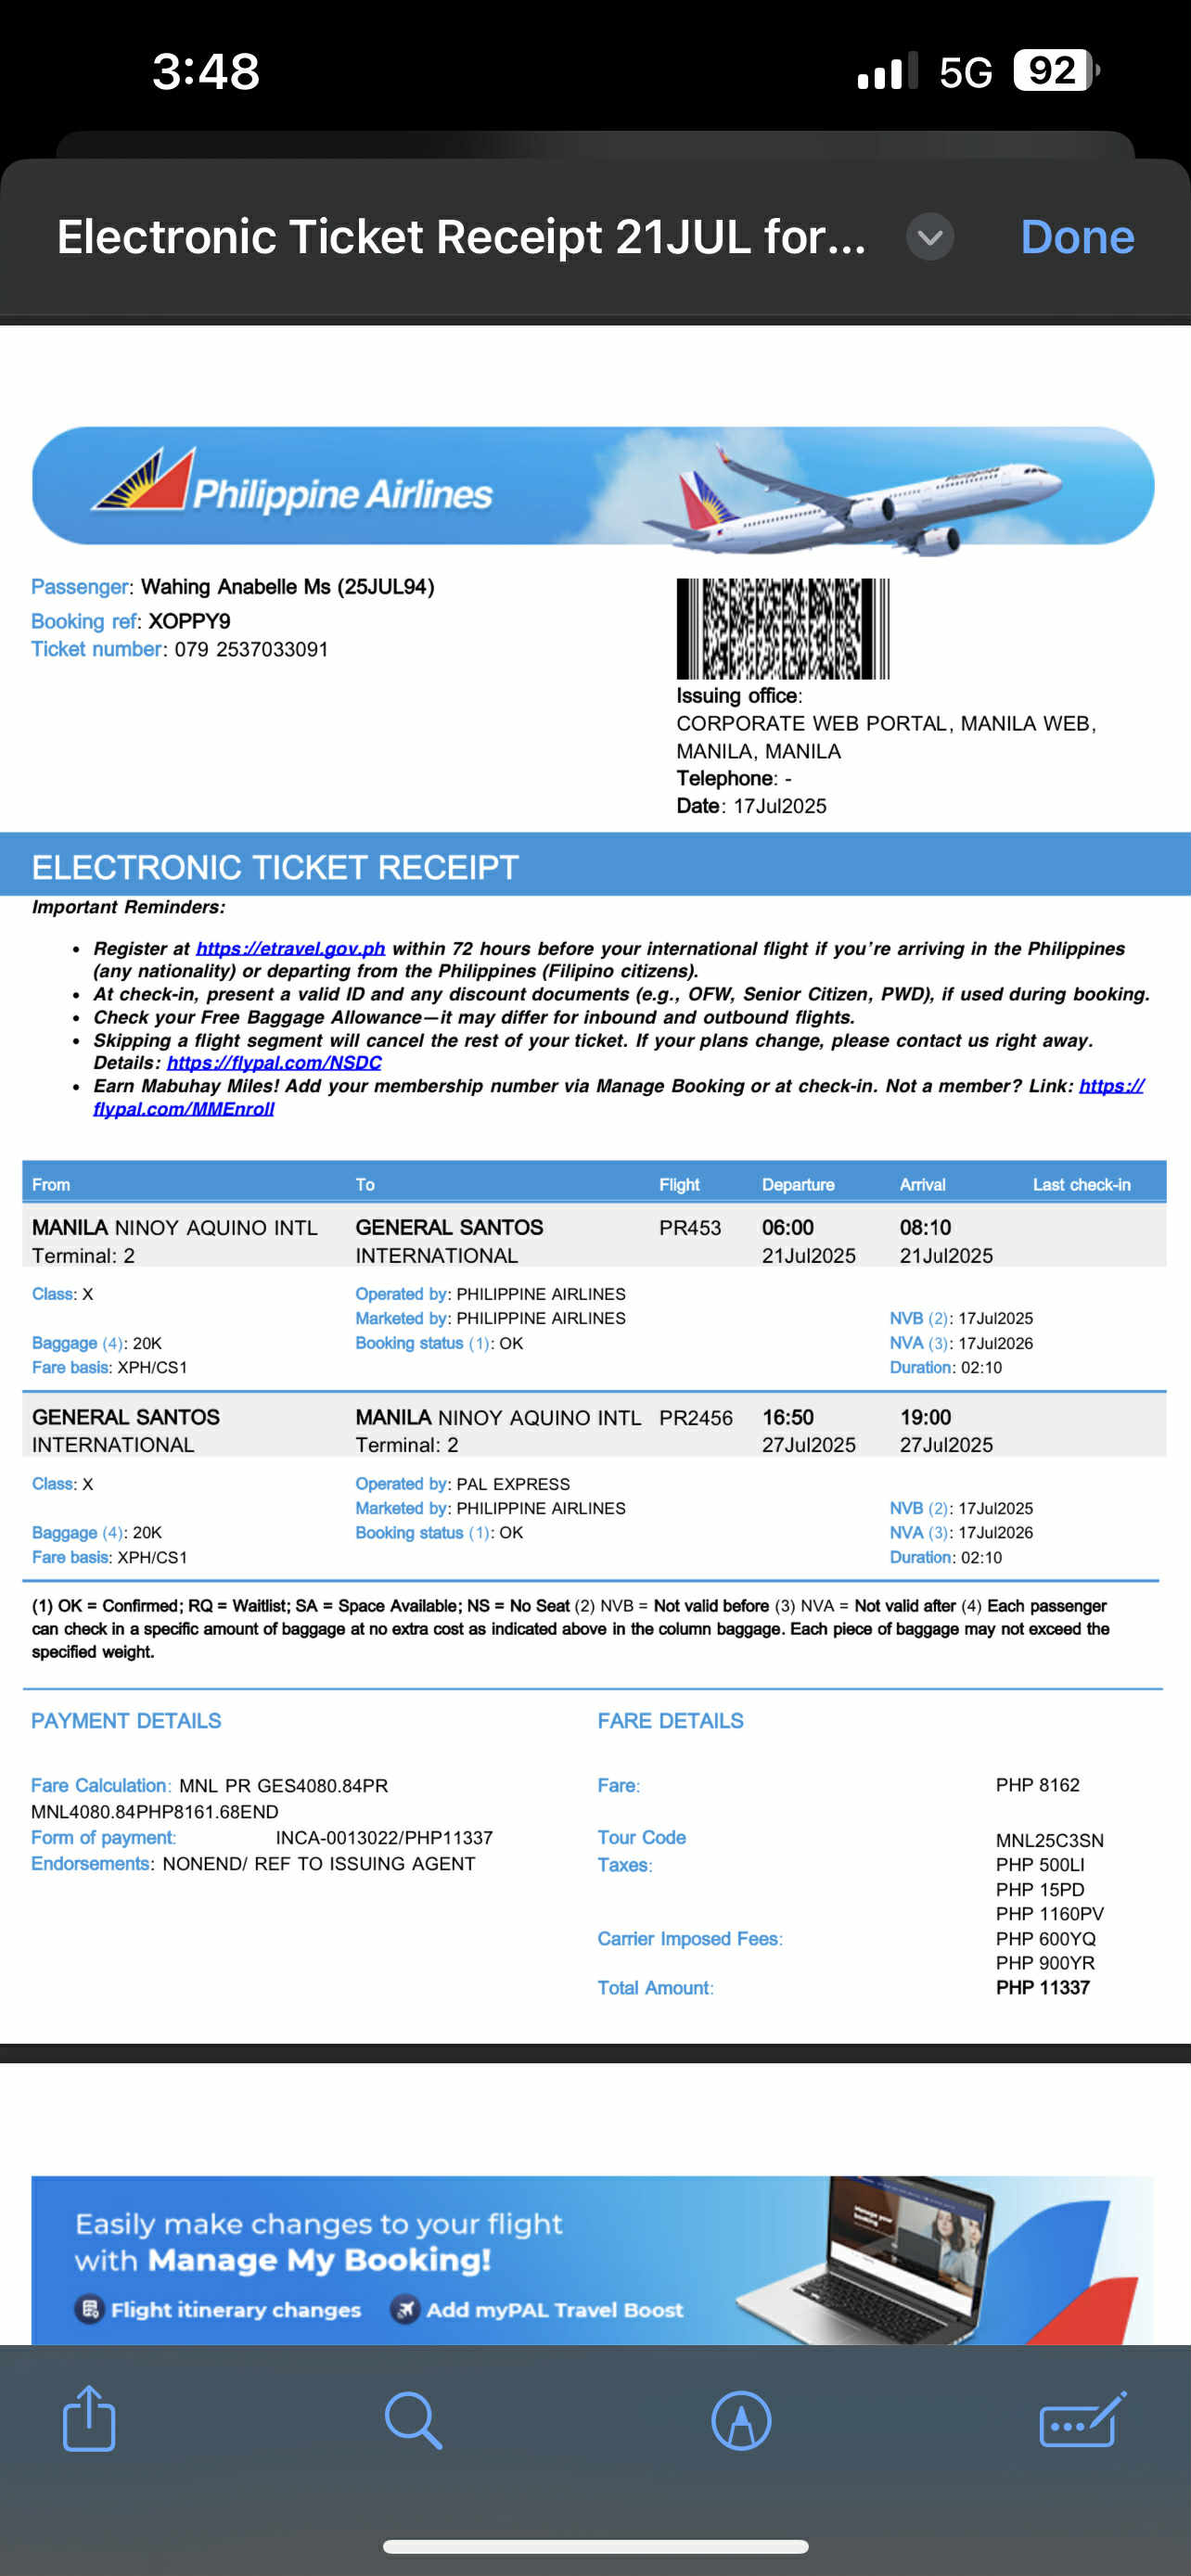 3:48
5G
92
Electronic Ticket Receipt 21JUL for...
Done
Philippine Airlines
Passenger: Wahing Anabelle Ms (25JUL94)
Booking ref: XOPPY9
Ticket number: 079 2537033091
Issuing office:
CORPORATE WEB PORTAL, MANILA WEB,
MANILA, MANILA
Telephone: -
Date: 17Jul2025
ELECTRONIC TICKET RECEIPT
Important Reminders:
• Register at https://etravel.gov.ph within 72 hours before your international flight if you're arriving in the Philippines
(any nationality) or departing from the Philippines (Filipino citizens).
• At check-in, present a valid ID and any discount documents (e.g., OFW, Senior Citizen, PWD), if used during booking.
• Check your Free Baggage Allowance—it may differ for inbound and outbound flights.
• Skipping a flight segment will cancel the rest of your ticket. If your plans change, please contact us right away.
Details: https://flypal.com/NSDC
• Earn Mabuhay Miles! Add your membership number via Manage Booking or at check-in. Not a member? Link: https://
flypal.com/MMEnroll
From To Flight Departure Arrival Last check-in
MANILA NINOY AQUINO INTL GENERAL SANTOS PR453 06:00 08:10
Terminal: 2 INTERNATIONAL 21Jul2025 21Jul2025
Class: X Operated by: PHILIPPINE AIRLINES
Marketed by: PHILIPPINE AIRLINES NVB (2): 17Jul2025
Baggage (4): 20K Booking status (1): OK NVA (3): 17Jul2026
Fare basis: XPH/CS1 Duration: 02:10
GENERAL SANTOS MANILA NINOY AQUINO INTL PR2456 16:50 19:00
INTERNATIONAL Terminal: 2 27Jul2025 27Jul2025
Class: X Operated by: PAL EXPRESS
Marketed by: PHILIPPINE AIRLINES NVB (2): 17Jul2025
Baggage (4): 20K Booking status (1): OK NVA (3): 17Jul2026
Fare basis: XPH/CS1 Duration: 02:10
(1) OK = Confirmed; RQ = Waitlist; SA = Space Available; NS = No Seat (2) NVB = Not valid before (3) NVA = Not valid after (4) Each passenger
can check in a specific amount of baggage at no extra cost as indicated above in the column baggage. Each piece of baggage may not exceed the
specified weight.
PAYMENT DETAILS
Fare Calculation: MNL PR GES4080.84PR
MNL4080.84PHP8161.68END
Form of payment: INCA-0013022/PHP11337
Endorsements: NONEND/ REF TO ISSUING AGENT
FARE DETAILS
Fare: PHP 8162
Tour Code MNL25C3SN
Taxes: PHP 500LI
PHP 15PD
PHP 1160PV
Carrier Imposed Fees: PHP 600YQ
PHP 900YR
Total Amount: PHP 11337
Easily make changes to your flight
with Manage My Booking!
Flight itinerary changes
Add myPAL Travel Boost